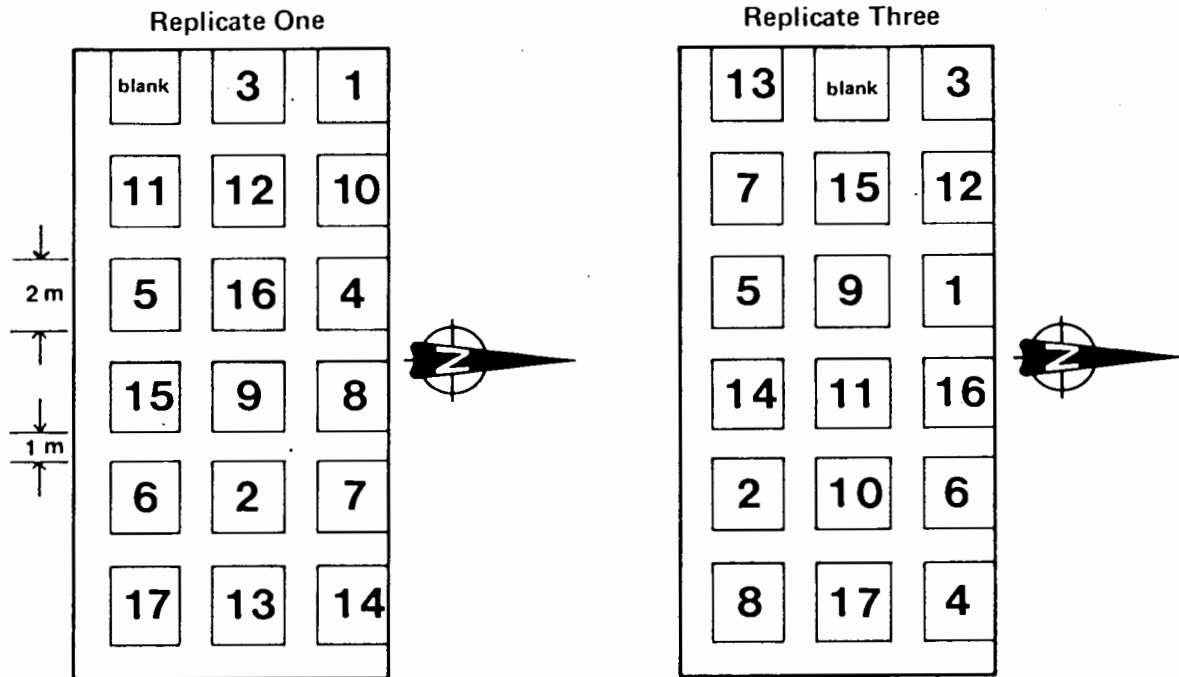 Replicate One
blank 3 1
11 12 10
2 m
5 16 4
N
15 9 8
1 m
6 2 7
17 13 14
Replicate Three
13 blank 3
7 15 12
5 9 1
N
14 11 16
2 10 6
8 17 4